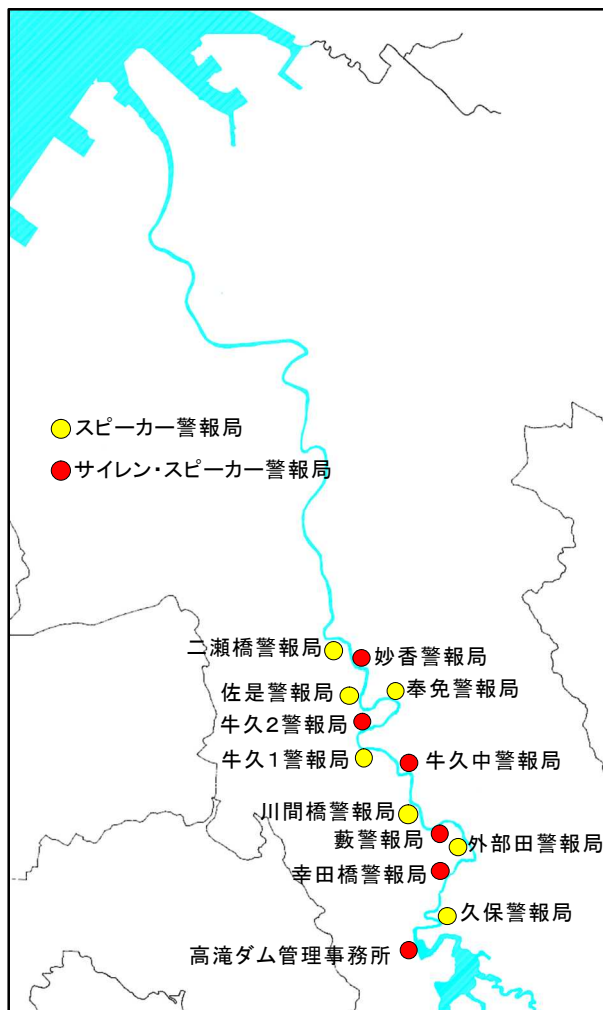 スピーカー警報局
サイレン・スピーカー警報局
二瀬橋警報局
妙香警報局
佐是警報局
奉免警報局
牛久２警報局
牛久１警報局
牛久中警報局
川間橋警報局
藪警報局
外部田警報局
幸田橋警報局
久保警報局
高滝ダム管理事務所